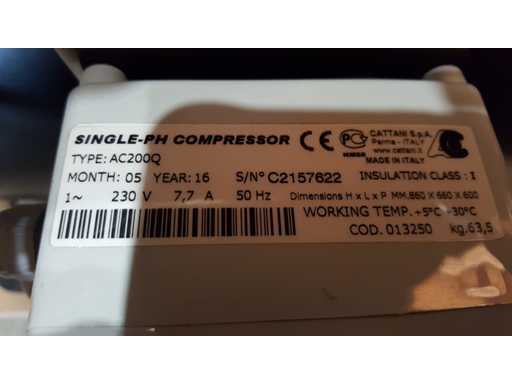 SINGLE-PH COMPRESSOR CE PC CATTANI S.p.A.
Parma - ITALY
www.cattani.it
TYPE: AC200Q MADE IN ITALY
MONTH: 05 YEAR: 16 S/N° C2157622 INSULATION CLASS: I
1~ 230 V 7,7 A 50 Hz Dimensions H x L x P MM.860 X 660 X 600
WORKING TEMP. +5°C -30°C
COD. 013250 kg.63,5